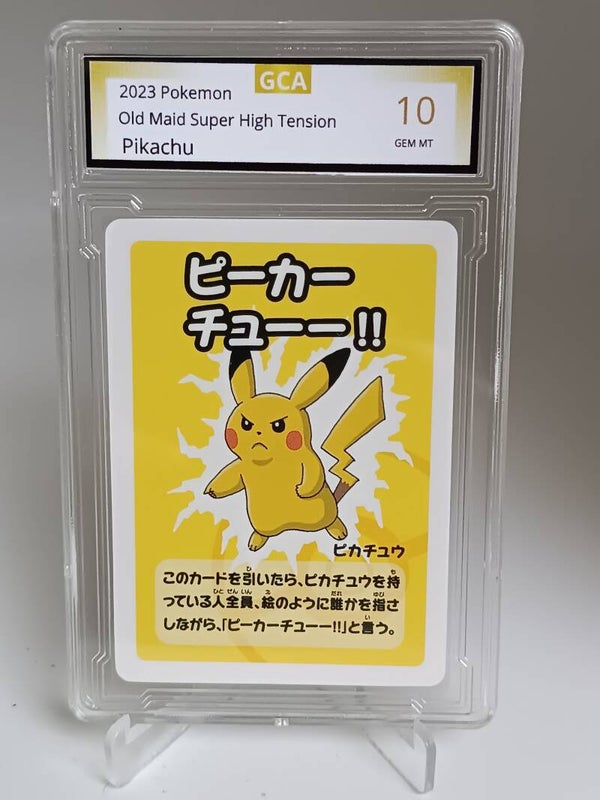 GCA
2023 Pokemon
Old Maid Super High Tension
Pikachu
10
GEM MT
ピーカー
チューーー!!
ピカチュウ
このカードを引いたら、ピカチュウを持
っている人全員、絵のように誰かを指さ
しながら、「ピーカーチューー!!」と言う。